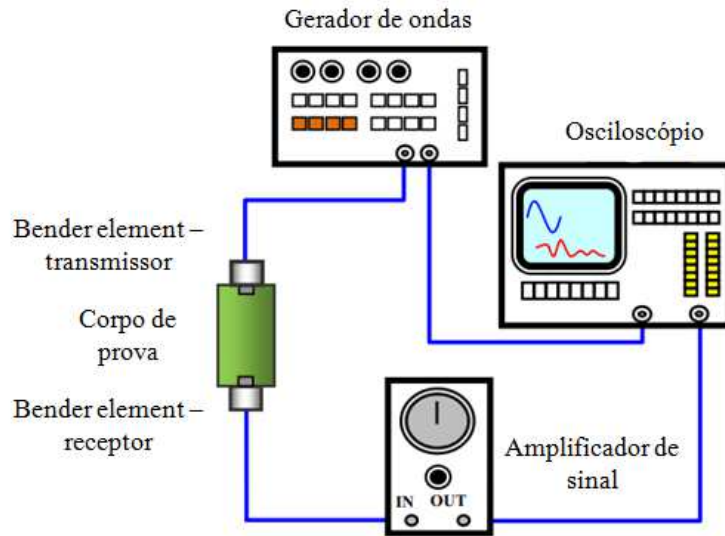 Gerador de ondas
Osciloscópio
Bender element –
transmissor
Corpo de
prova
Bender element –
receptor
Amplificador de
sinal
IN OUT